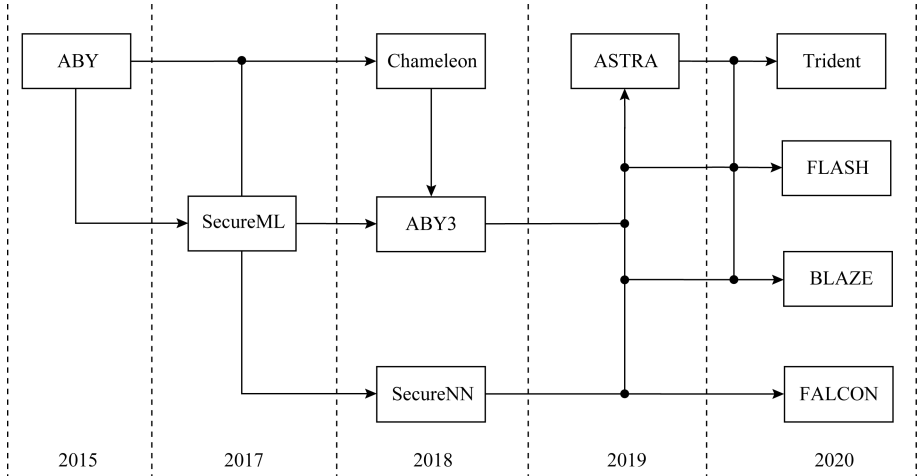 ABY
Chameleon
ASTRA
Trident
FLASH
SecureML
ABY3
BLAZE
SecureNN
FALCON
2015
2017
2018
2019
2020